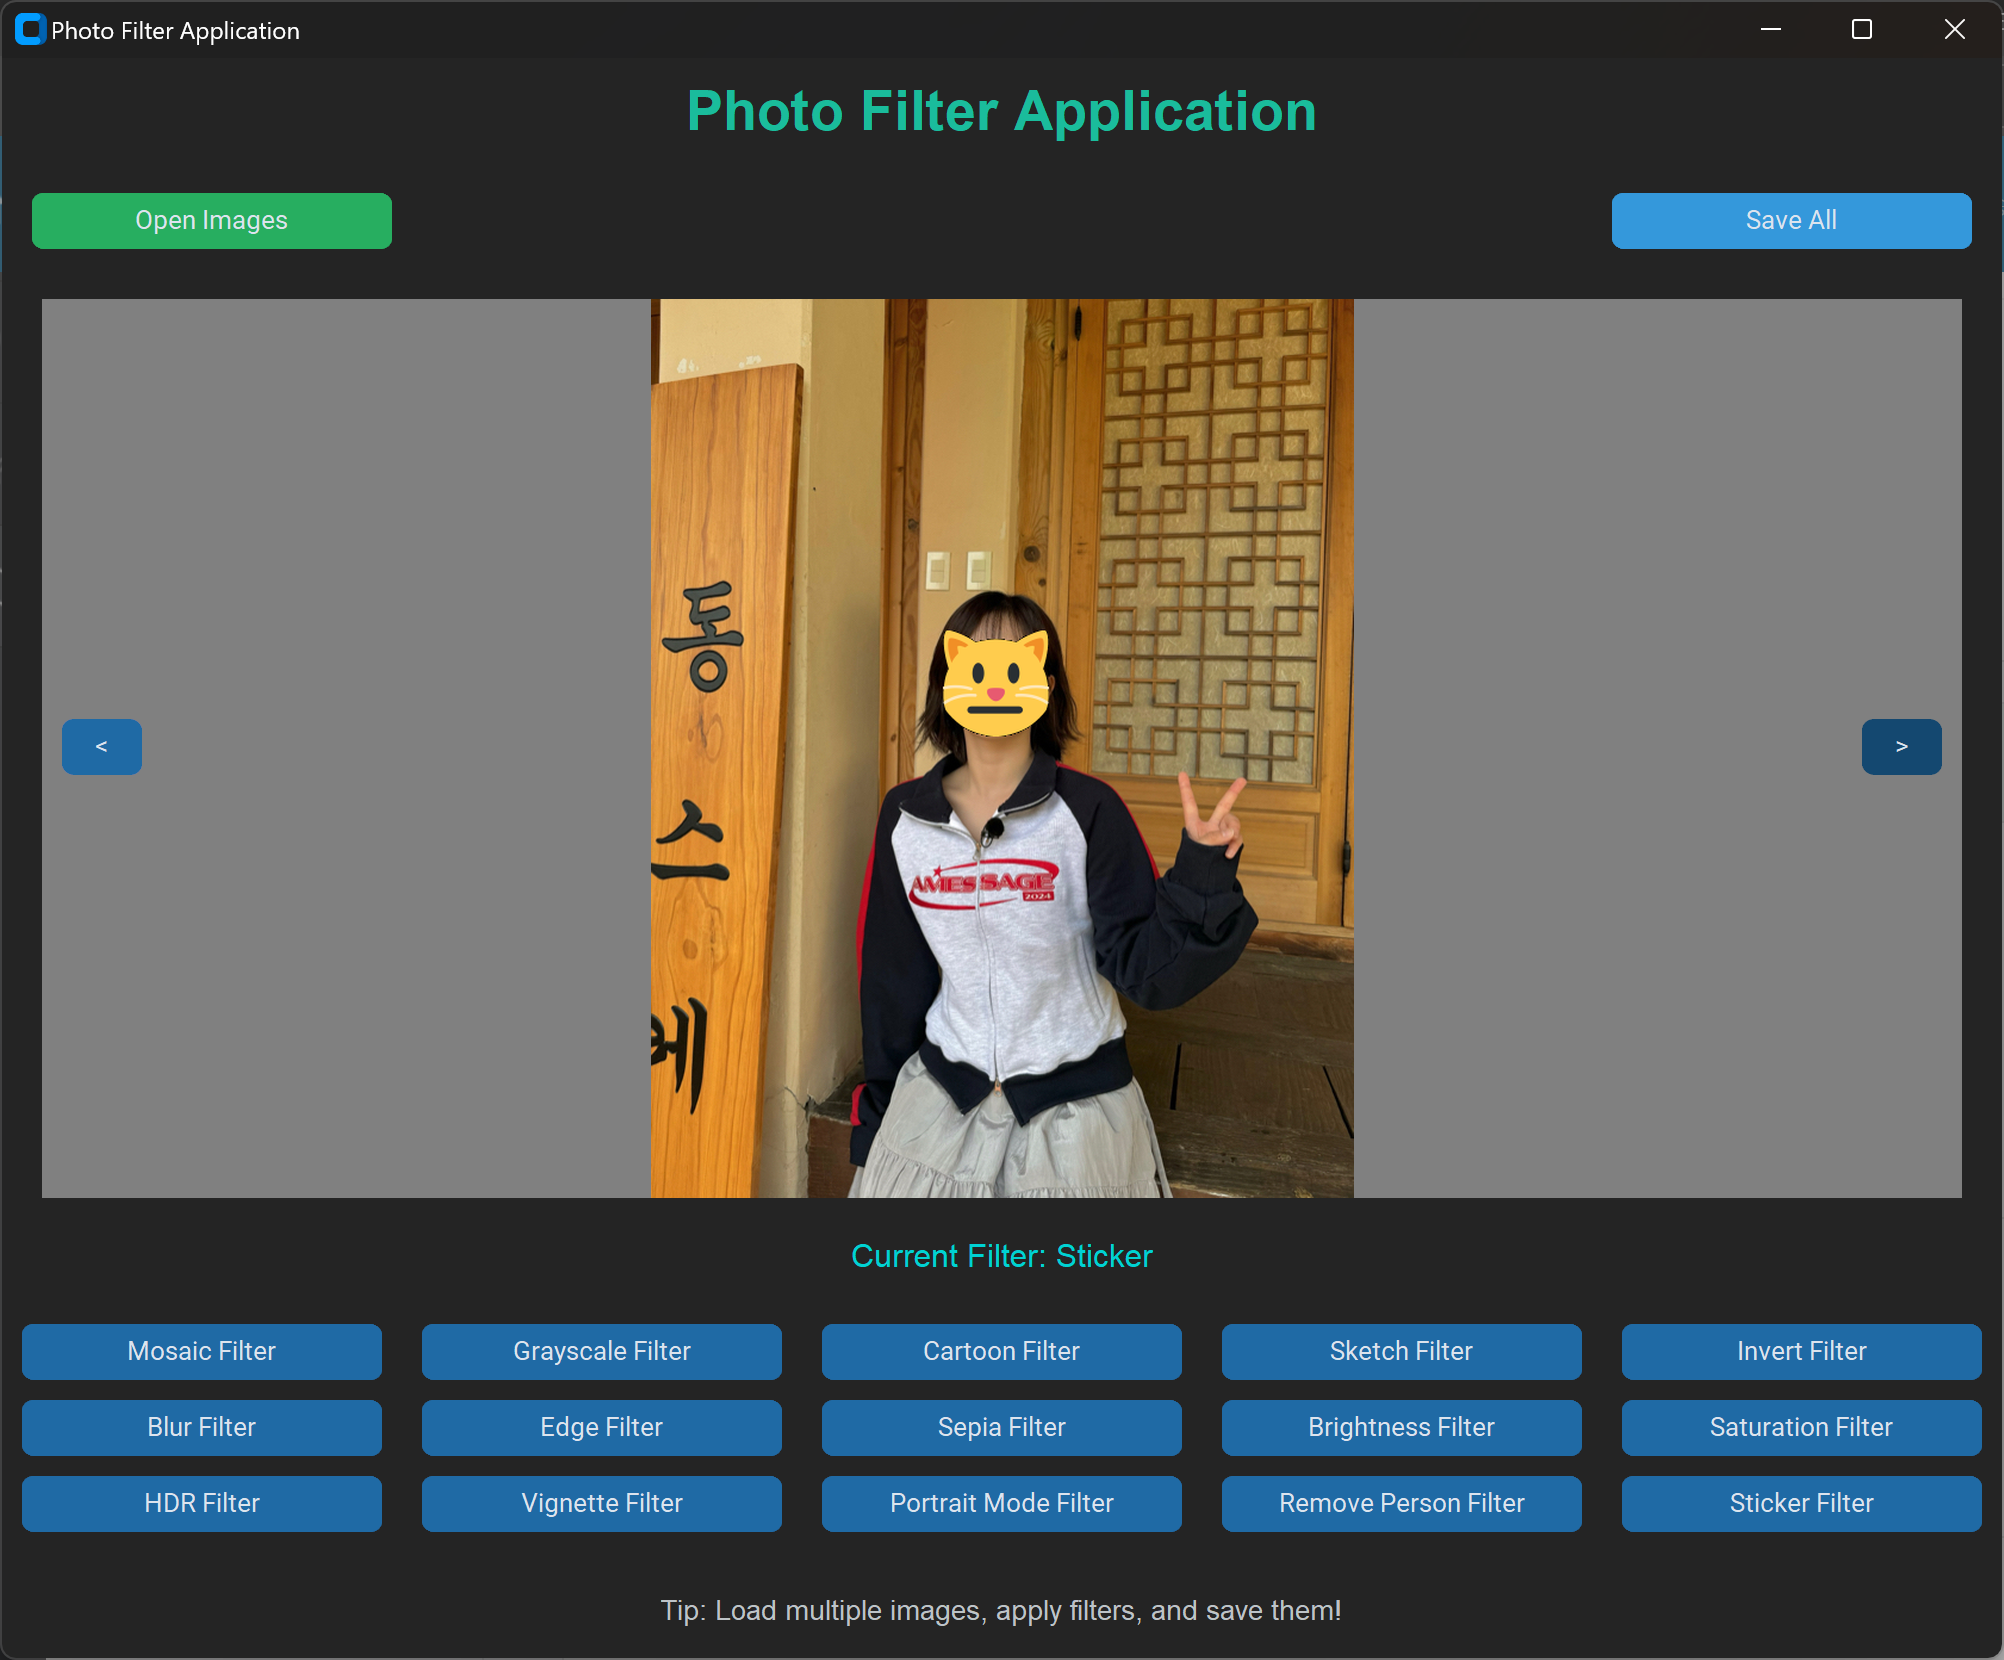 Photo Filter Application
Photo Filter Application
Open Images
Save All
동
스
예
AMESSAGE
2024
<
>
Current Filter: Sticker
Mosaic Filter
Grayscale Filter
Cartoon Filter
Sketch Filter
Invert Filter
Blur Filter
Edge Filter
Sepia Filter
Brightness Filter
Saturation Filter
HDR Filter
Vignette Filter
Portrait Mode Filter
Remove Person Filter
Sticker Filter
Tip: Load multiple images, apply filters, and save them!